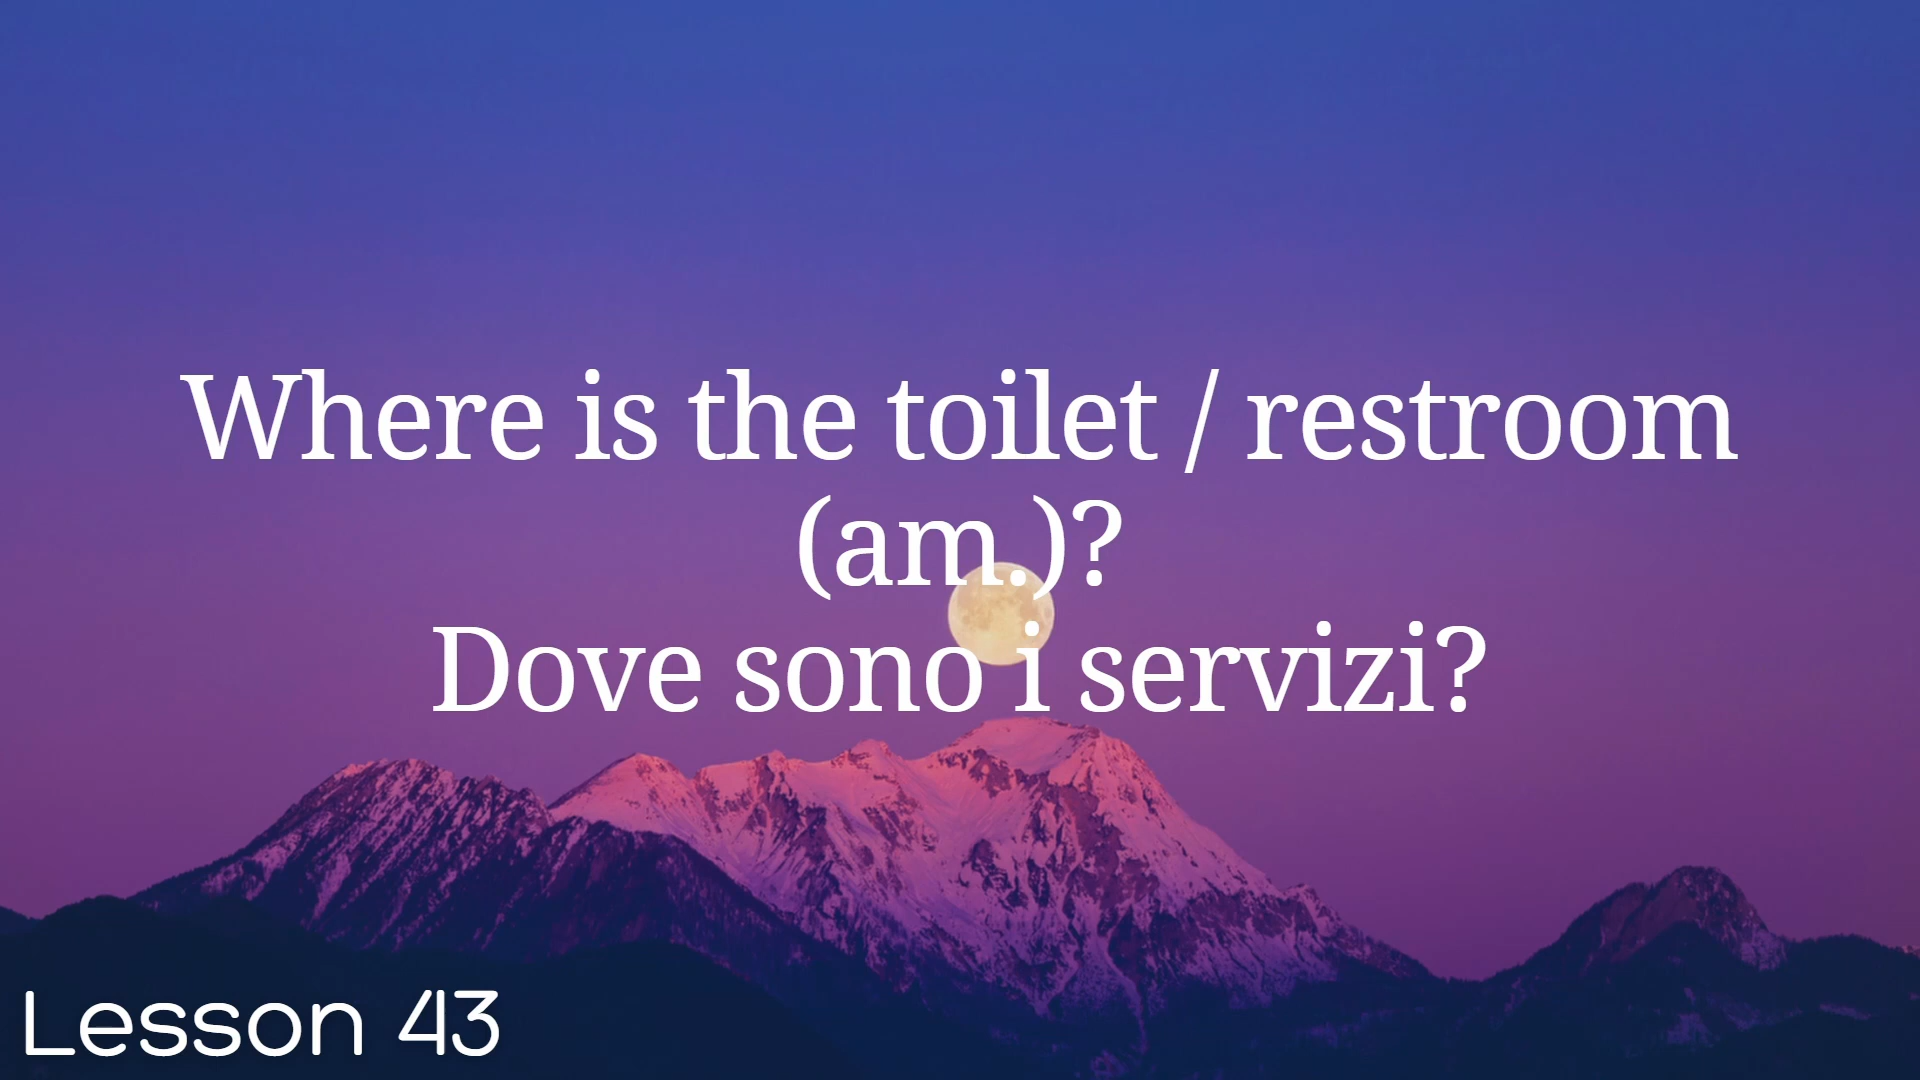 Where is the toilet / restroom
(am.)?
Dove sono i servizi?
Lesson 43